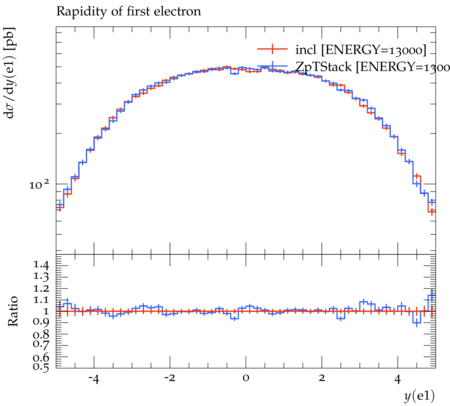 Rapidity of first electron
dσ/dy(e1) [pb]
incl [ENERGY=13000]
ZpTStack [ENERGY=1300
10²
Ratio
1.4
1.3
1.2
1.1
1
0.9
0.8
0.7
0.6
0.5
-4 -2 0 2 4
y(e1)